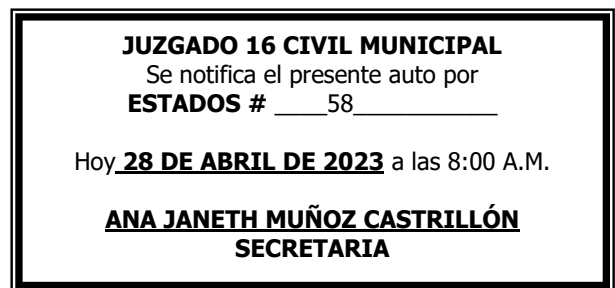 JUZGADO 16 CIVIL MUNICIPAL
Se notifica el presente auto por
ESTADOS # ____58___________
Hoy 28 DE ABRIL DE 2023 a las 8:00 A.M.
ANA JANETH MUÑOZ CASTRILLÓN
SECRETARIA